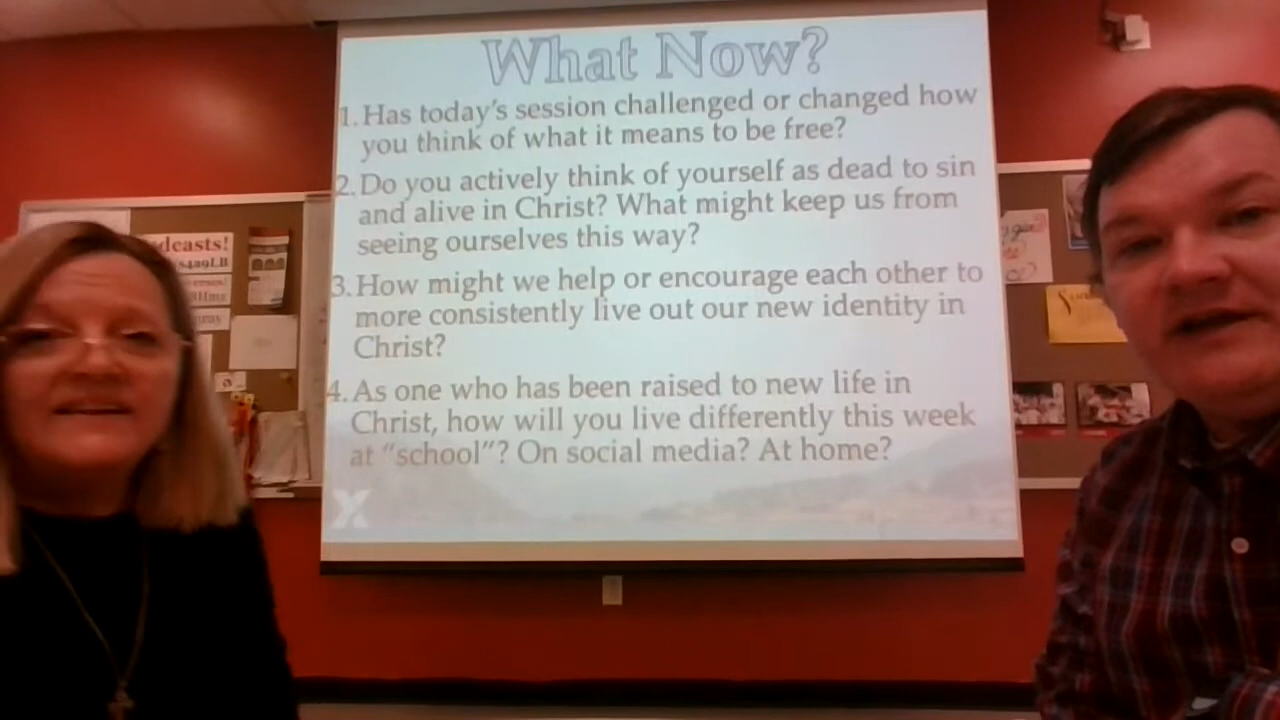 What Now?
1. Has today's session challenged or changed how
you think of what it means to be free?
2. Do you actively think of yourself as dead to sin
and alive in Christ? What might keep us from
seeing ourselves this way?
3. How might we help or encourage each other to
more consistently live out our new identity in
Christ?
4. As one who has been raised to new life in
Christ, how will you live differently this week
at “school”? On social media? At home?
X